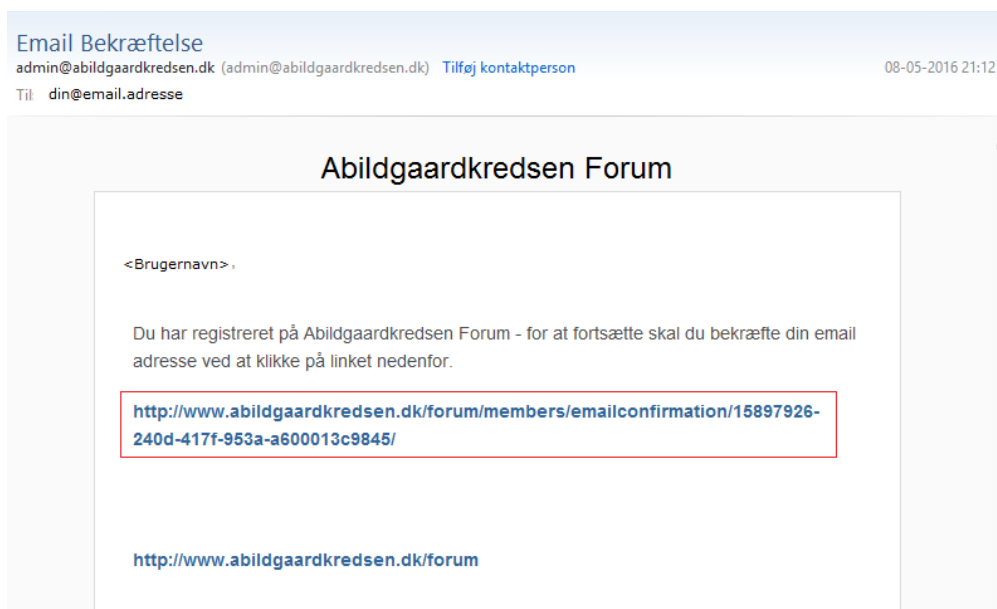 Email Bekræftelse
admin@abildgaardkredsen.dk (admin@abildgaardkredsen.dk) Tilføj kontaktperson 08-05-2016 21:12
Til: din@email.adresse
Abildgaardkredsen Forum
<Brugernavn>,
Du har registreret på Abildgaardkredsen Forum - for at fortsætte skal du bekræfte din email
adresse ved at klikke på linket nedenfor.
http://www.abildgaardkredsen.dk/forum/members/emailconfirmation/15897926-
240d-417f-953a-a600013c9845/
http://www.abildgaardkredsen.dk/forum